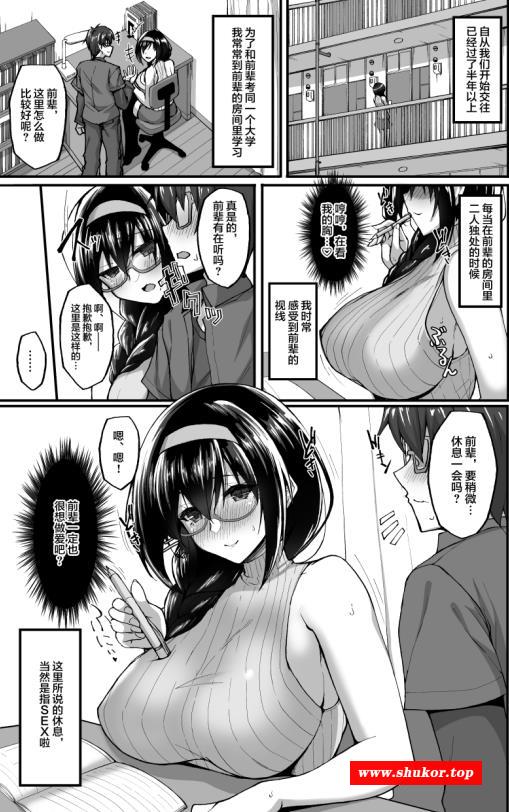 自从我们开始交往
已经过了半年以上
为了和前辈考同一个大学
我常常到前辈的房间里学习
前辈，
这里怎么做
比较好呢？
每当在前辈的房间里
二人独处的时候
哼哼，在看
我的胸…♡
我时常
感受到前辈的
视线
真是的，
前辈有在听吗？
啊、啊——
抱歉抱歉，
这里是这样的…
……
前辈，要稍微…
休息一会吗？
嗯、嗯！
前辈一定也
很想做爱吧？
这里所说的休息，
当然是指SEX啦
www.shukor.top